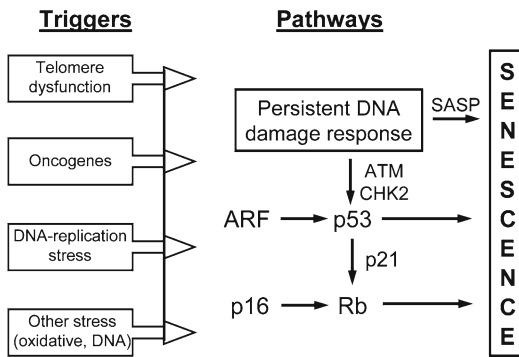 Triggers
Pathways
Telomere
dysfunction
Oncogenes
DNA-replication
stress
Other stress
(oxidative, DNA)
Persistent DNA
damage response
SASP
ATM
CHK2
ARF
p53
p21
p16
Rb
SENESCENCE